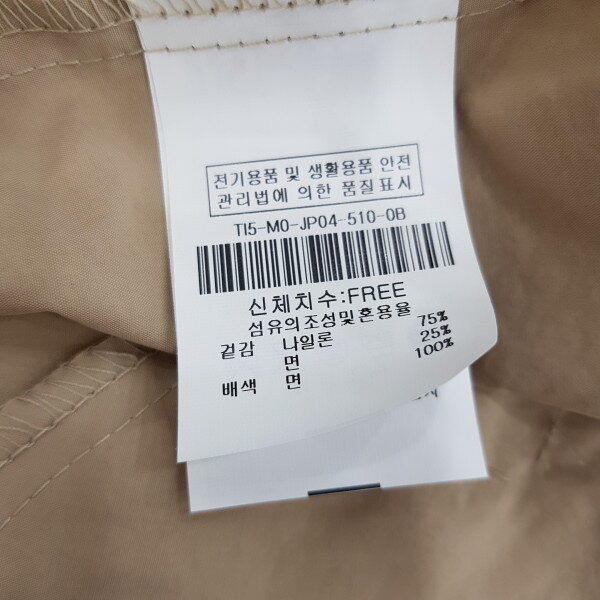 전기용품 및 생활용품 안전
관리법에 의한 품질표시
TI5-M0-JP04-510-0B
신체치수:FREE
섬유의조성및혼용율
겉감 나일론 75%
면 25%
배색 면 100%